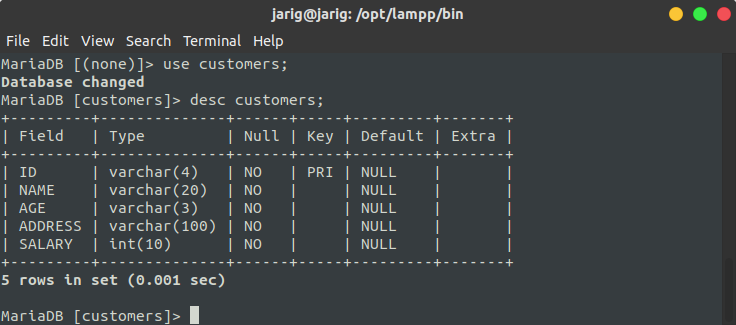 jarig@jarig: /opt/lampp/bin
File Edit View Search Terminal Help
MariaDB [(none)]> use customers;
Database changed
MariaDB [customers]> desc customers;
+---------+--------------+------+-----+---------+-------+
| Field   | Type         | Null | Key | Default | Extra |
+---------+--------------+------+-----+---------+-------+
| ID      | varchar(4)   | NO   | PRI | NULL    |       |
| NAME    | varchar(20)  | NO   |     | NULL    |       |
| AGE     | varchar(3)   | NO   |     | NULL    |       |
| ADDRESS | varchar(100) | NO   |     | NULL    |       |
| SALARY  | int(10)      | NO   |     | NULL    |       |
+---------+--------------+------+-----+---------+-------+
5 rows in set (0.001 sec)
MariaDB [customers]>